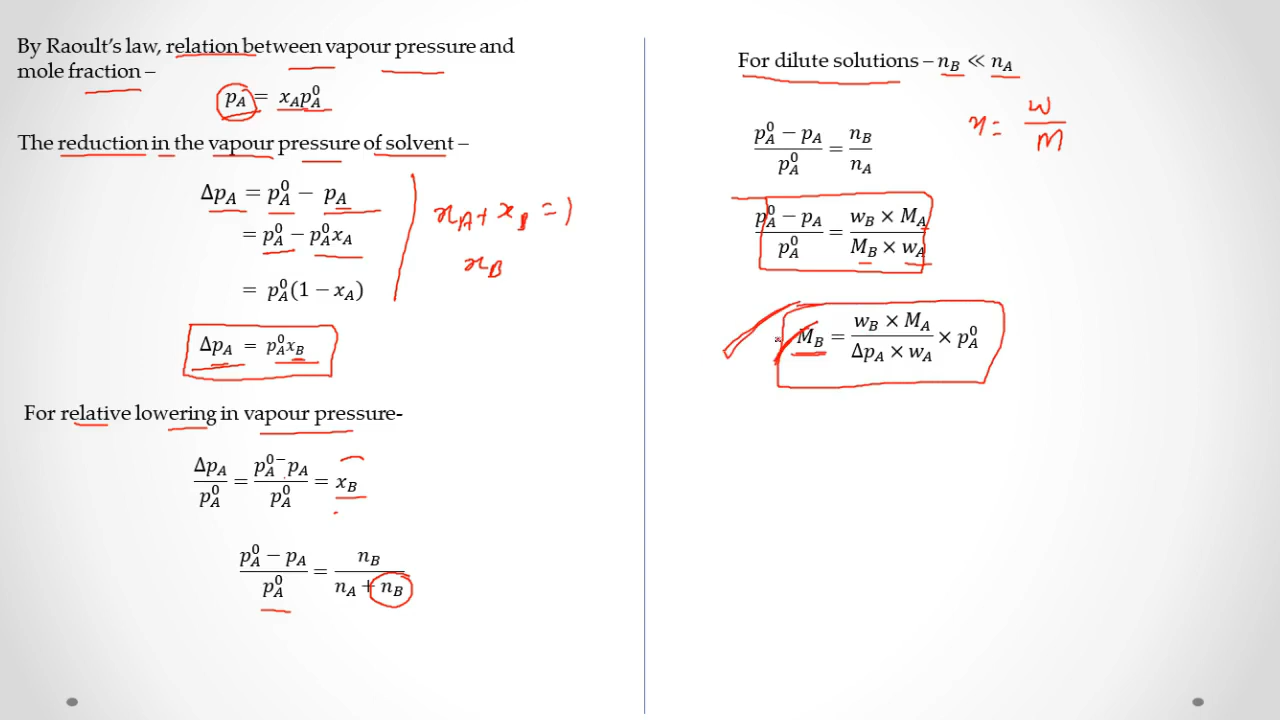 By Raoult's law, relation between vapour pressure and
mole fraction –
p_A = x_A p_A^0
The reduction in the vapour pressure of solvent –
Δp_A = p_A^0 − p_A
= p_A^0 − p_A^0 x_A
= p_A^0 (1 − x_A)
Δp_A = p_A^0 x_B
x_A + x_B = 1
x_B
For relative lowering in vapour pressure-
Δp_A / p_A^0 = p_A^0 − p_A / p_A^0 = x_B
p_A^0 − p_A / p_A^0 = n_B / n_A + n_B
For dilute solutions – n_B ≪ n_A
n = w / M
p_A^0 − p_A / p_A^0 = n_B / n_A
p_A^0 − p_A / p_A^0 = w_B × M_A / M_B × w_A
M_B = w_B × M_A / Δp_A × w_A × p_A^0